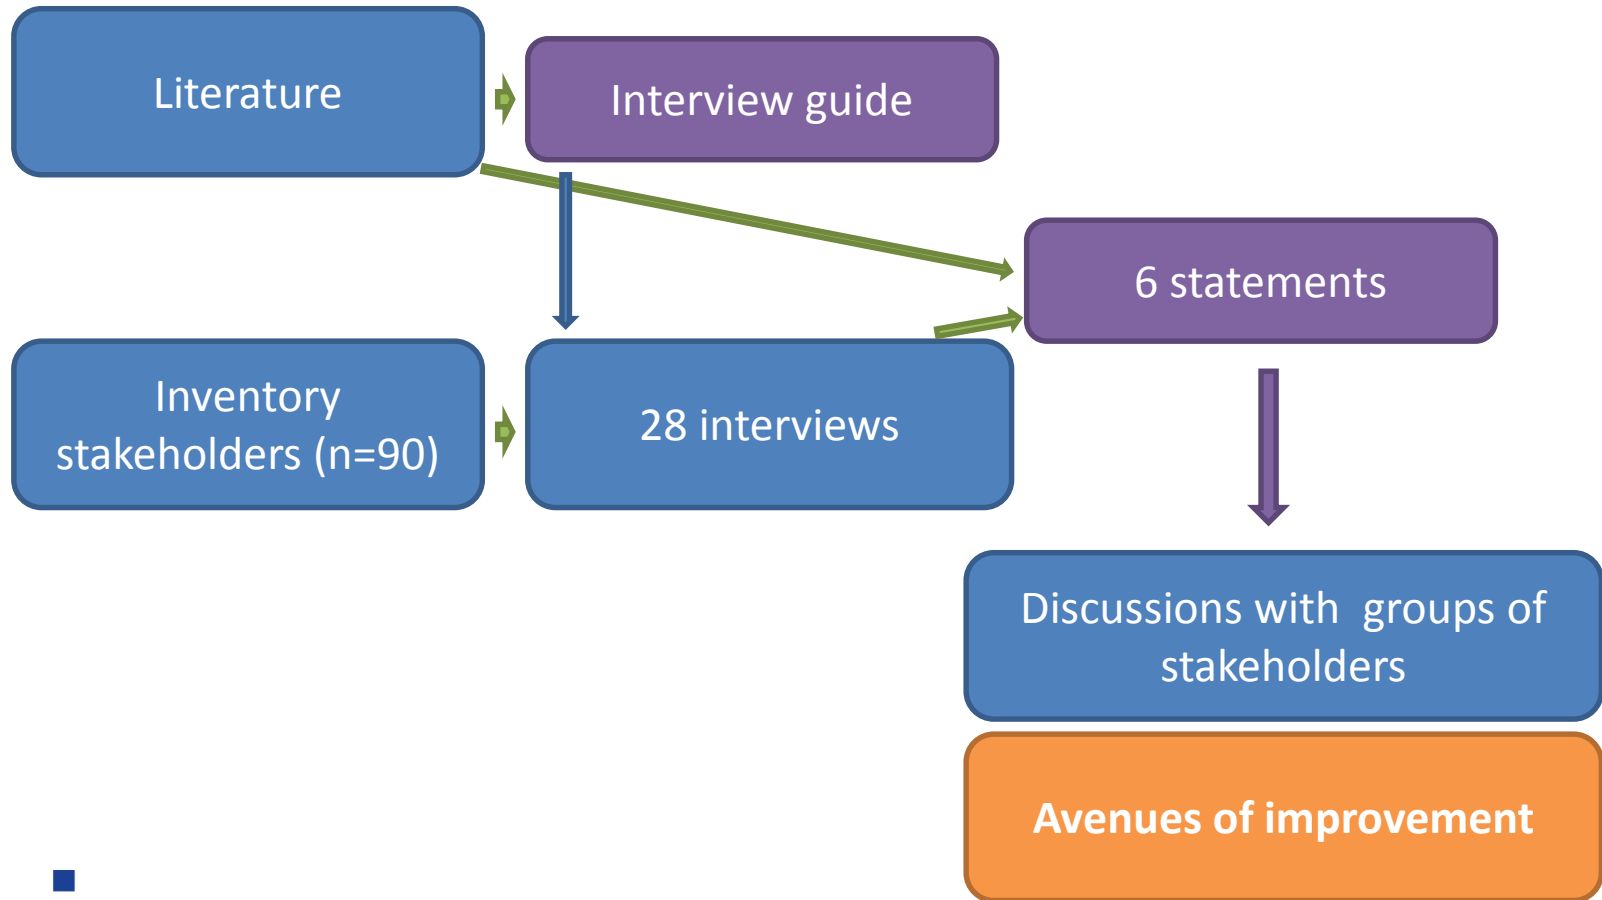 Literature
Interview guide
6 statements
Inventory
stakeholders (n=90)
28 interviews
Discussions with  groups of
stakeholders
Avenues of improvement